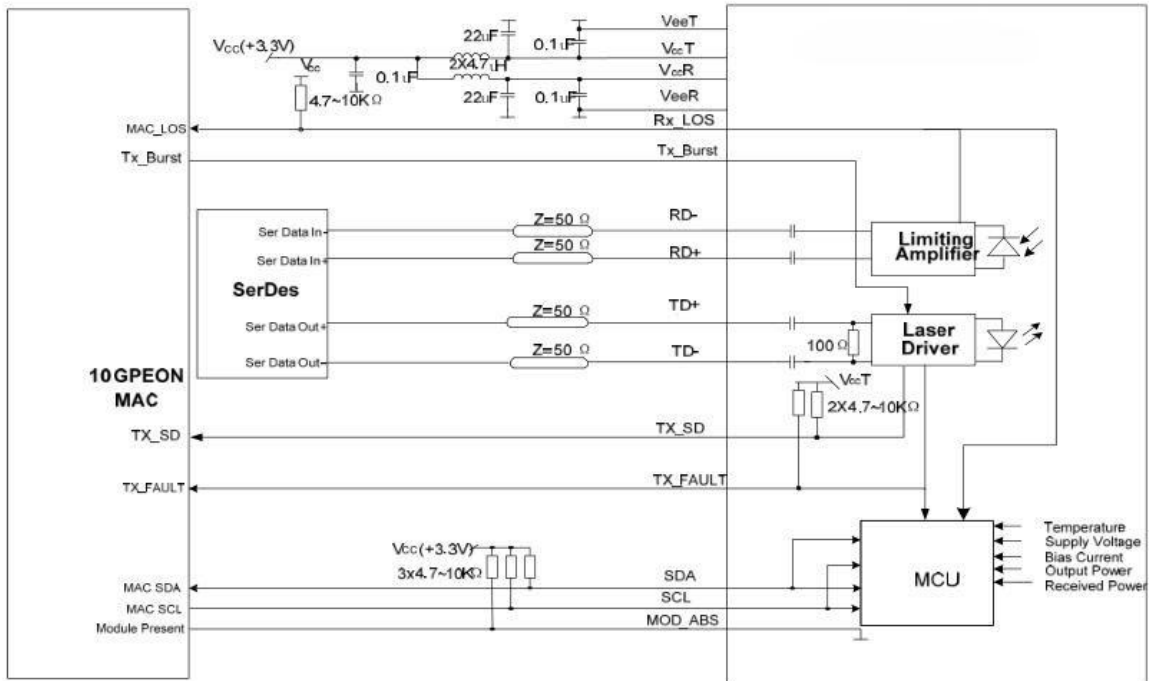 VeeT
22uF
0.1uF
VCC(+3.3V)
VccT
Vcc
0.1uF
2X4.7uH
VccR
4.7~10KΩ
22uF
0.1uF
VeeR
MAC_LOS
Rx_LOS
Tx_Burst
Tx_Burst
Z=50 Ω
RD-
Ser Data In-
Limiting
Amplifier
Z=50 Ω
RD+
Ser Data In+
SerDes
Z=50 Ω
TD+
Ser Data Out+
Laser
Driver
Z=50 Ω
TD-
100 Ω
Ser Data Out-
10GPEON
MAC
VccT
2X4.7~10KΩ
TX_SD
TX_SD
TX_FAULT
TX_FAULT
Temperature
Supply Voltage
Bias Current
Output Power
Received Power
MCU
VCC(+3.3V)
3x4.7~10KΩ
MAC SDA
SDA
MAC SCL
SCL
Module Present
MOD_ABS